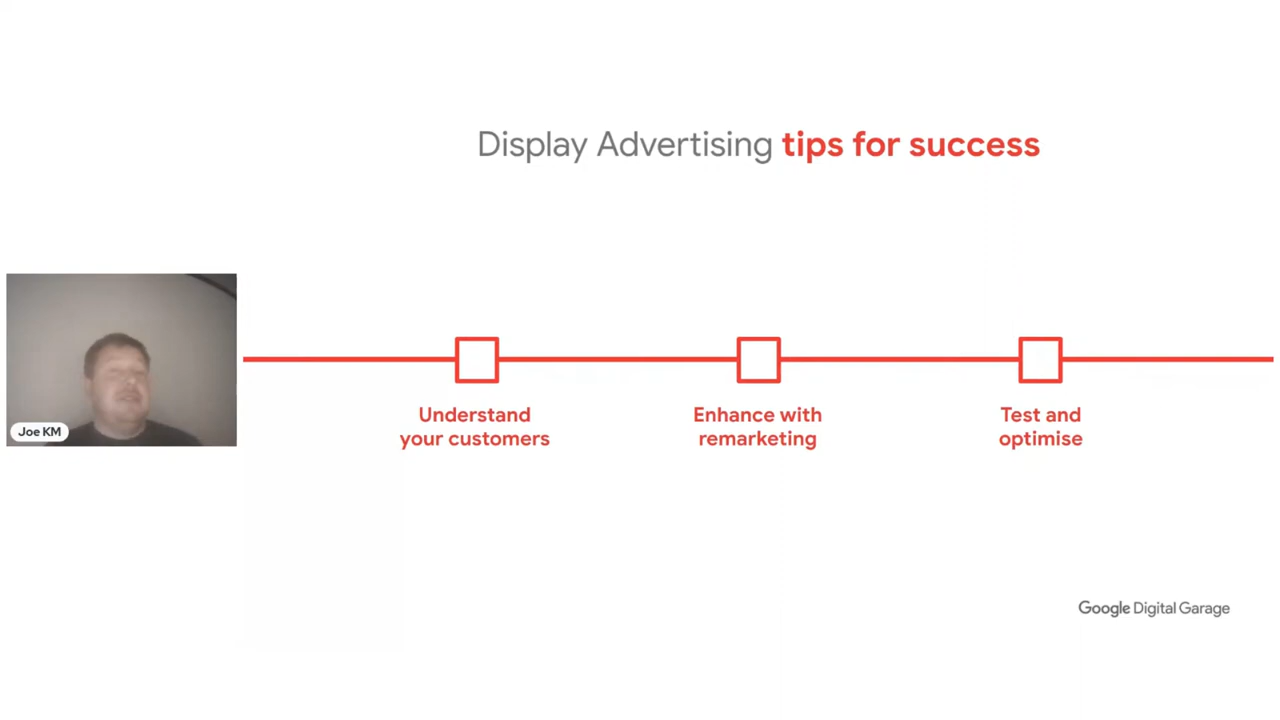 Display Advertising tips for success
Joe KM
Understand
your customers
Enhance with
remarketing
Test and
optimise
Google Digital Garage